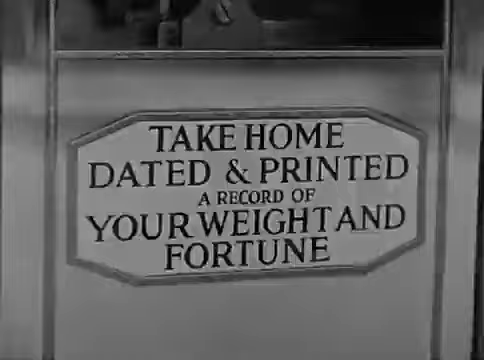 TAKE HOME
DATED & PRINTED
A RECORD OF
YOUR WEIGHT AND
FORTUNE